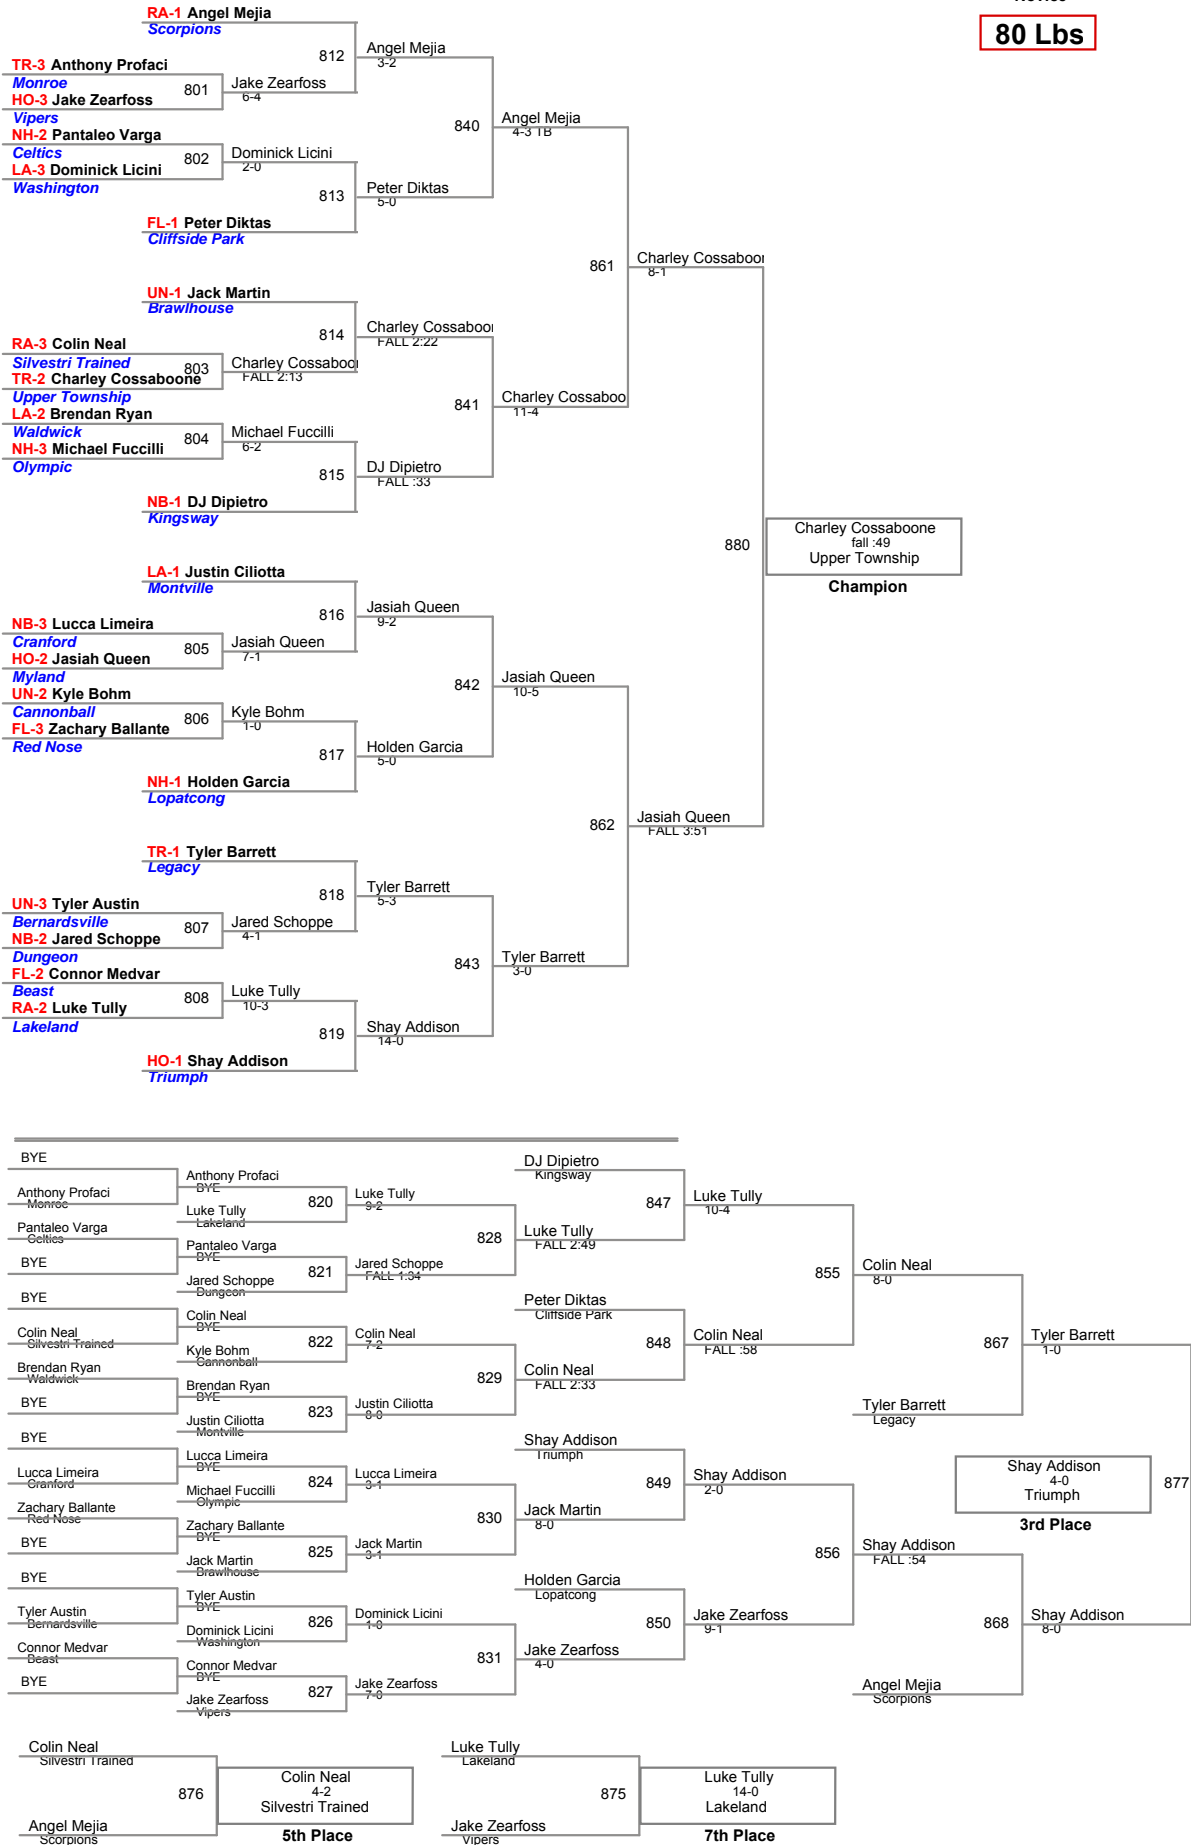 80 Lbs
RA-1 Angel Mejia
Scorpions
812
Angel Mejia
3-2
TR-3 Anthony Profaci
Monroe
801
Jake Zearfoss
6-4
HO-3 Jake Zearfoss
Vipers
840
Angel Mejia
4-3 TB
NH-2 Pantaleo Varga
Celtics
802
Dominick Licini
2-0
LA-3 Dominick Licini
Washington
813
Peter Diktas
5-0
FL-1 Peter Diktas
Cliffside Park
861
Charley Cossaboon
8-1
UN-1 Jack Martin
Brawlhouse
814
Charley Cossaboon
FALL 2:22
RA-3 Colin Neal
Silvestri Trained
803
Charley Cossaboon
FALL 2:13
TR-2 Charley Cossaboone
Upper Township
841
Charley Cossaboo
11-4
LA-2 Brendan Ryan
Waldwick
804
Michael Fuccilli
6-2
NH-3 Michael Fuccilli
Olympic
815
DJ Dipietro
FALL :33
NB-1 DJ Dipietro
Kingsway
880
Charley Cossaboone
fall :49
Upper Township
Champion
LA-1 Justin Ciliotta
Montville
816
Jasiah Queen
9-2
NB-3 Lucca Limeira
Cranford
805
Jasiah Queen
7-1
HO-2 Jasiah Queen
Myland
842
Jasiah Queen
10-5
UN-2 Kyle Bohm
Cannonball
806
Kyle Bohm
1-0
FL-3 Zachary Ballante
Red Nose
817
Holden Garcia
5-0
NH-1 Holden Garcia
Lopatcong
862
Jasiah Queen
FALL 3:51
TR-1 Tyler Barrett
Legacy
818
Tyler Barrett
5-3
UN-3 Tyler Austin
Bernardsville
807
Jared Schoppe
4-1
NB-2 Jared Schoppe
Dungeon
843
Tyler Barrett
3-0
FL-2 Connor Medvar
Beast
808
Luke Tully
10-3
RA-2 Luke Tully
Lakeland
819
Shay Addison
14-0
HO-1 Shay Addison
Triumph
BYE
Anthony Profaci
Monroe
Anthony Profaci
BYE
820
Luke Tully
9-2
Luke Tully
Lakeland
Pantaleo Varga
Celtics
BYE
Pantaleo Varga
BYE
821
Jared Schoppe
FALL 1:34
Jared Schoppe
Dungeon
828
Luke Tully
FALL 2:49
DJ Dipietro
Kingsway
847
Luke Tully
10-4
BYE
Colin Neal
Silvestri Trained
Colin Neal
BYE
822
Colin Neal
7-2
Kyle Bohm
Cannonball
Brendan Ryan
Waldwick
BYE
Brendan Ryan
BYE
823
Justin Ciliotta
8-0
Justin Ciliotta
Montville
829
Colin Neal
FALL 2:33
Peter Diktas
Cliffside Park
848
Colin Neal
FALL :58
855
Colin Neal
8-0
867
Tyler Barrett
1-0
Tyler Barrett
Legacy
BYE
Lucca Limeira
Cranford
Lucca Limeira
BYE
824
Lucca Limeira
3-1
Michael Fuccilli
Olympic
Zachary Ballante
Red Nose
BYE
Zachary Ballante
BYE
825
Jack Martin
3-1
Jack Martin
Brawlhouse
830
Jack Martin
8-0
Shay Addison
Triumph
849
Shay Addison
2-0
Shay Addison
4-0
Triumph
877
3rd Place
BYE
Tyler Austin
Bernardsville
Tyler Austin
BYE
826
Dominick Licini
1-0
Dominick Licini
Washington
Connor Medvar
Beast
BYE
Connor Medvar
BYE
827
Jake Zearfoss
7-0
Jake Zearfoss
Vipers
831
Jake Zearfoss
4-0
Holden Garcia
Lopatcong
850
Jake Zearfoss
9-1
856
Shay Addison
FALL :54
868
Shay Addison
8-0
Angel Mejia
Scorpions
Colin Neal
Silvestri Trained
876
Colin Neal
4-2
Silvestri Trained
Angel Mejia
Scorpions
5th Place
Luke Tully
Lakeland
875
Luke Tully
14-0
Lakeland
Jake Zearfoss
Vipers
7th Place